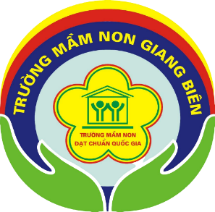 TRƯỜNG MẦM NON GIANG BIÊN
TRƯỜNG MẦM NON
ĐẠT CHUẨN QUỐC GIA